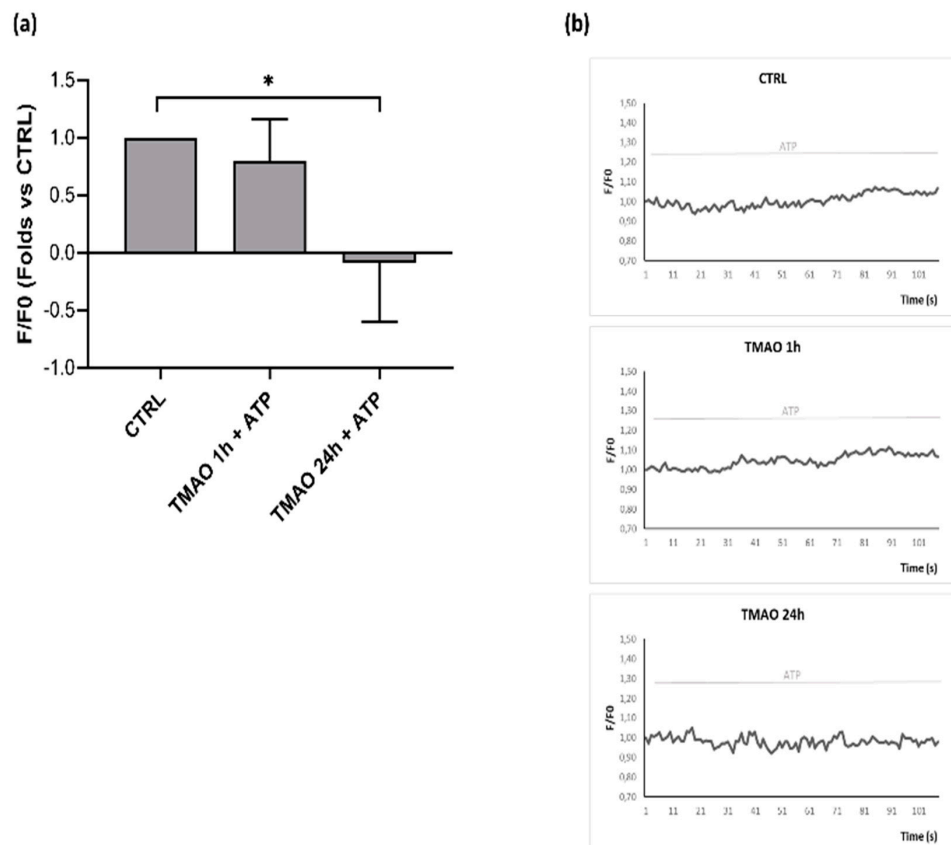 (a)
F/F0 (Folds vs CTRL)
1.5
1.0
0.5
0.0
-0.5
-1.0
*
CTRL
TMAO 1h + ATP
TMAO 24h + ATP
(b)
CTRL
F/F0
1,50
1,40
1,30
1,20
1,10
1,00
0,90
0,80
0,70
ATP
1 11 21 31 41 51 61 71 81 91 101
Time (s)
TMAO 1h
F/F0
1,50
1,40
1,30
1,20
1,10
1,00
0,90
0,80
0,70
ATP
1 11 21 31 41 51 61 71 81 91 101
Time (s)
TMAO 24h
F/F0
1,50
1,40
1,30
1,20
1,10
1,00
0,90
0,80
0,70
ATP
1 11 21 31 41 51 61 71 81 91 101
Time (s)